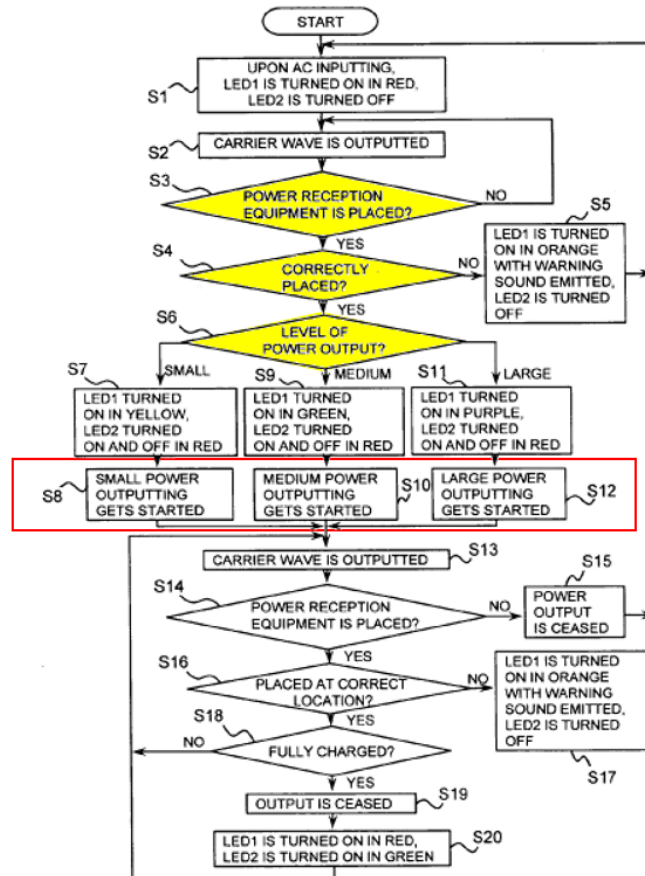 START
S1
UPON AC INPUTTING,
LED1 IS TURNED ON IN RED,
LED2 IS TURNED OFF
S2
CARRIER WAVE IS OUTPUTTED
S3
POWER RECEPTION
EQUIPMENT IS PLACED?
NO
YES
S4
CORRECTLY
PLACED?
NO
S5
LED1 IS TURNED
ON IN ORANGE
WITH WARNING
SOUND EMITTED,
LED2 IS TURNED
OFF
YES
S6
LEVEL OF
POWER OUTPUT?
SMALL
MEDIUM
LARGE
S7
LED1 TURNED
ON IN YELLOW,
LED2 TURNED
ON AND OFF IN RED
S9
LED1 TURNED
ON IN GREEN,
LED2 TURNED
ON AND OFF IN RED
S11
LED1 TURNED
ON IN PURPLE,
LED2 TURNED
ON AND OFF IN RED
S8
SMALL POWER
OUTPUTTING
GETS STARTED
MEDIUM POWER
OUTPUTTING
GETS STARTED
S10
LARGE POWER
OUTPUTTING
GETS STARTED
S12
CARRIER WAVE IS OUTPUTTED
S13
S14
POWER RECEPTION
EQUIPMENT IS PLACED?
NO
S15
POWER
OUTPUT
IS CEASED
YES
S16
PLACED AT CORRECT
LOCATION?
NO
LED1 IS TURNED
ON IN ORANGE
WITH WARNING
SOUND EMITTED,
LED2 IS TURNED
OFF
S17
YES
S18
NO
FULLY CHARGED?
YES
OUTPUT IS CEASED
S19
LED1 IS TURNED ON IN RED,
LED2 IS TURNED ON IN GREEN
S20